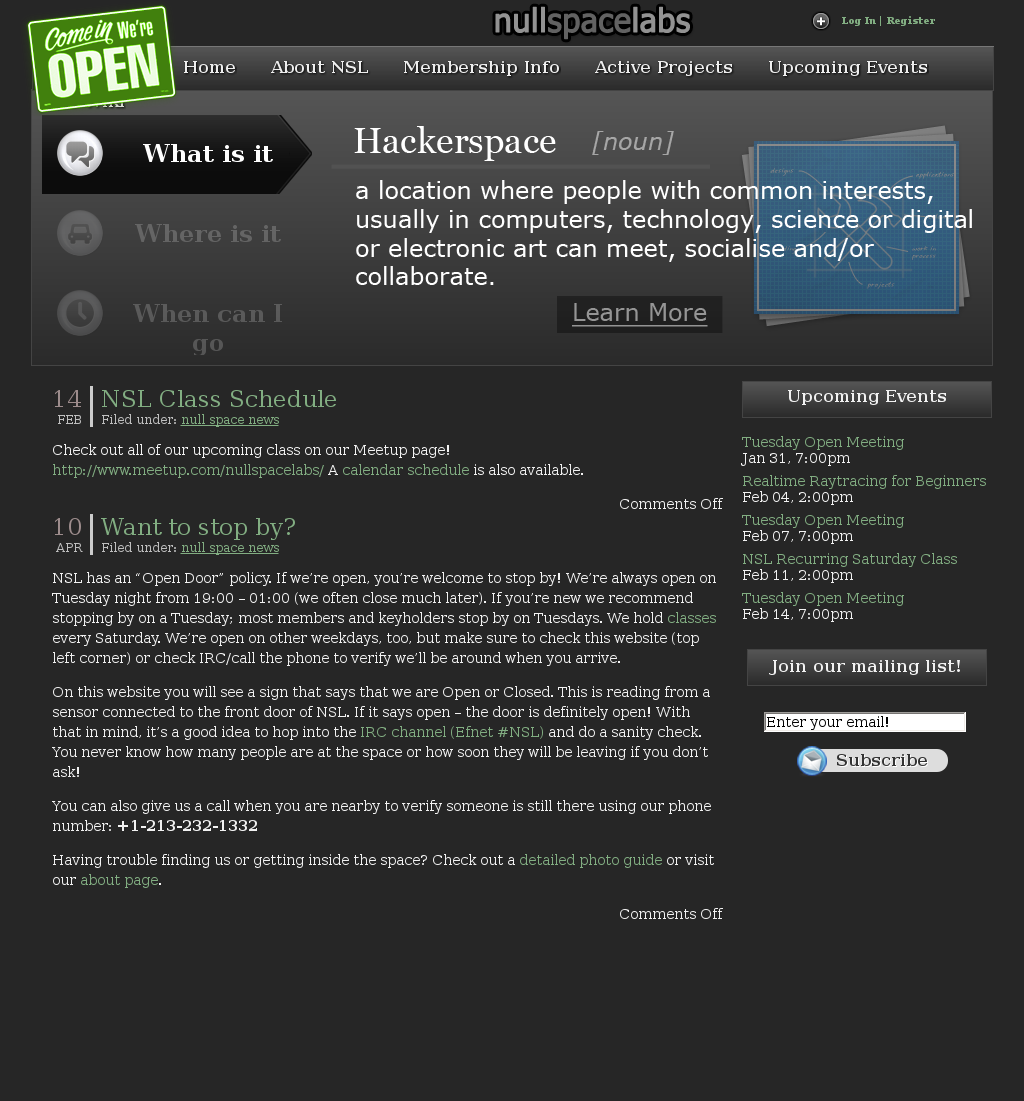 Come in We're
OPEN
nullspacelabs
Log In | Register
Home
About NSL
Membership Info
Active Projects
Upcoming Events
What is it
Where is it
When can I
go
Hackerspace [noun]
a location where people with common interests,
usually in computers, technology, science or digital
or electronic art can meet, socialise and/or
collaborate.
Learn More
14
FEB
NSL Class Schedule
Filed under: null space news
Check out all of our upcoming class on our Meetup page!
http://www.meetup.com/nullspacelabs/ A calendar schedule is also available.
Comments Off
10
APR
Want to stop by?
Filed under: null space news
NSL has an “Open Door” policy. If we’re open, you’re welcome to stop by! We’re always open on
Tuesday night from 19:00 – 01:00 (we often close much later). If you’re new we recommend
stopping by on a Tuesday; most members and keyholders stop by on Tuesdays. We hold classes
every Saturday. We’re open on other weekdays, too, but make sure to check this website (top
left corner) or check IRC/call the phone to verify we’ll be around when you arrive.
On this website you will see a sign that says that we are Open or Closed. This is reading from a
sensor connected to the front door of NSL. If it says open – the door is definitely open! With
that in mind, it’s a good idea to hop into the IRC channel (Efnet #NSL) and do a sanity check.
You never know how many people are at the space or how soon they will be leaving if you don’t
ask!
You can also give us a call when you are nearby to verify someone is still there using our phone
number: +1-213-232-1332
Having trouble finding us or getting inside the space? Check out a detailed photo guide or visit
our about page.
Comments Off
Upcoming Events
Tuesday Open Meeting
Jan 31, 7:00pm
Realtime Raytracing for Beginners
Feb 04, 2:00pm
Tuesday Open Meeting
Feb 07, 7:00pm
NSL Recurring Saturday Class
Feb 11, 2:00pm
Tuesday Open Meeting
Feb 14, 7:00pm
Join our mailing list!
Enter your email!
Subscribe